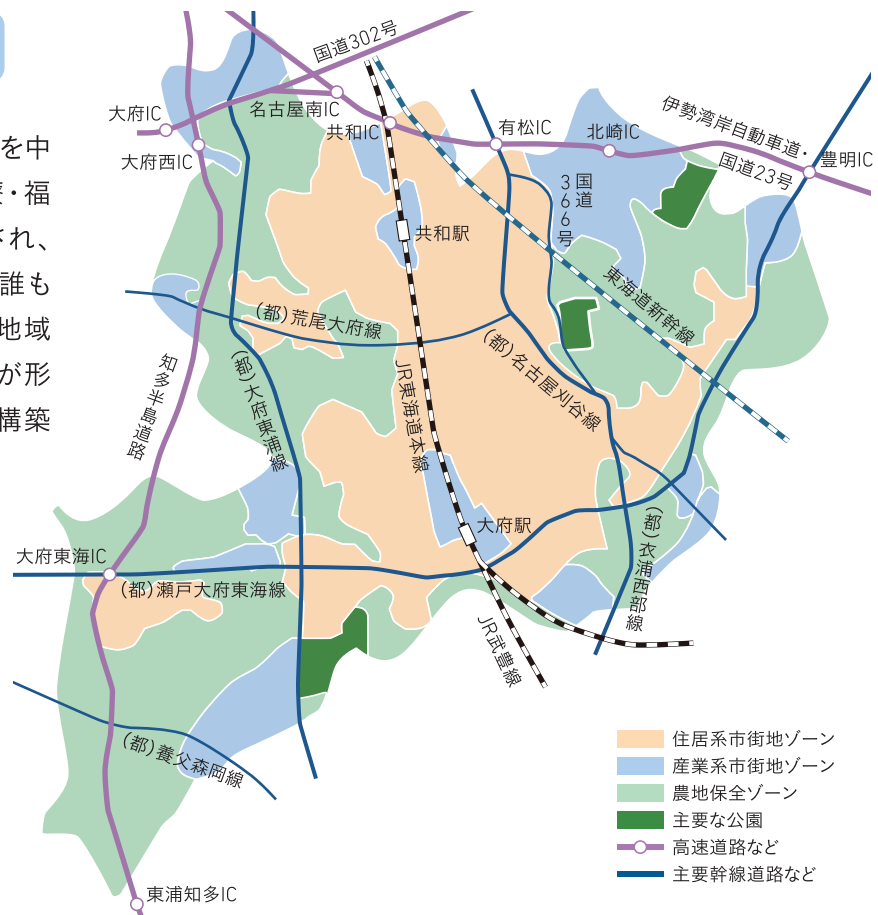 を中
療・福
され、
誰も
地域
が形
構築
国道302号
大府IC
名古屋南IC
共和IC
有松IC
北崎IC
伊勢湾岸自動車道・
国道23号
豊明IC
大府西IC
国道
366号
共和駅
東海道新幹線
(都)荒尾大府線
(都)名古屋刈谷線
知多半島道路
(都)大府東浦線
JR東海道本線
大府駅
大府東海IC
(都)瀬戸大府東海線
(都)衣浦西部線
JR武豊線
(都)養父森岡線
東浦知多IC
住居系市街地ゾーン
産業系市街地ゾーン
農地保全ゾーン
主要な公園
高速道路など
主要幹線道路など